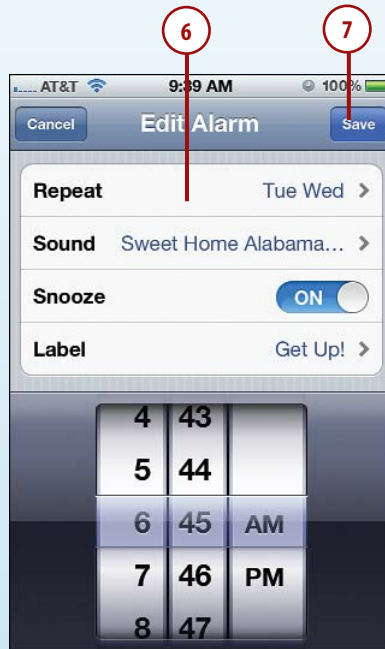 6 7
AT&T 9:39 AM 100%
Cancel Edit Alarm Save
Repeat Tue Wed >
Sound Sweet Home Alabama... >
Snooze ON
Label Get Up! >
4 43
5 44
6 45 AM
7 46 PM
8 47